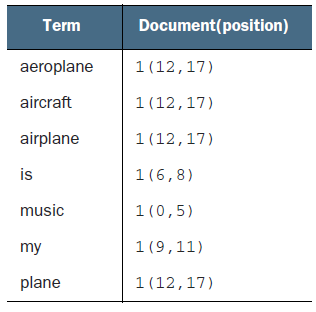 Term Document(position)
aeroplane 1(12,17)
aircraft 1(12,17)
airplane 1(12,17)
is 1(6,8)
music 1(0,5)
my 1(9,11)
plane 1(12,17)